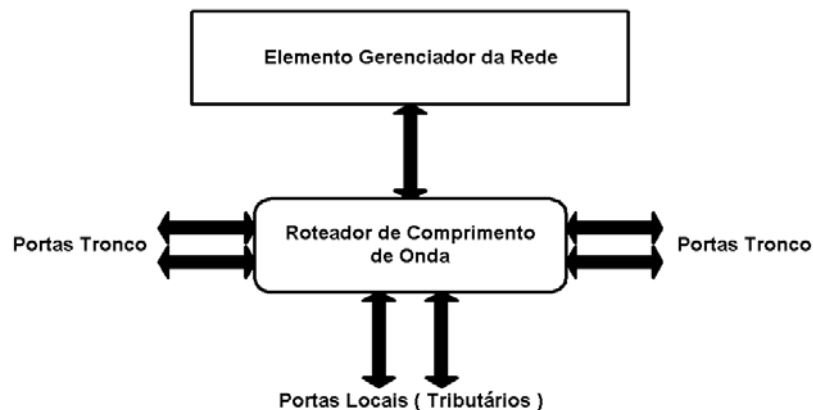 Elemento Gerenciador da Rede
Roteador de Comprimento
de Onda
Portas Tronco
Portas Tronco
Portas Locais ( Tributários )